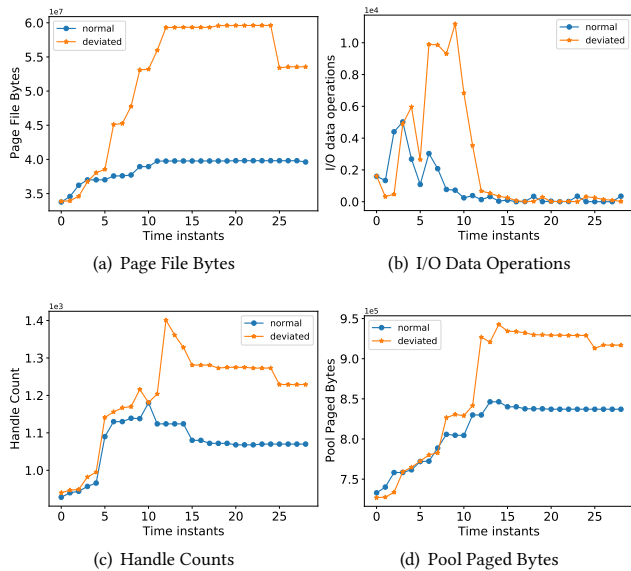 1e7
6.0
5.5
5.0
4.5
4.0
3.5
Page File Bytes
normal
deviated
0 5 10 15 20 25
Time instants
(a) Page File Bytes
1e4
1.0
0.8
0.6
0.4
0.2
0.0
I/O data operations
normal
deviated
0 5 10 15 20 25
Time instants
(b) I/O Data Operations
1e3
1.4
1.3
1.2
1.1
1.0
Handle Count
normal
deviated
0 5 10 15 20 25
Time instants
(c) Handle Counts
1e5
9.5
9.0
8.5
8.0
7.5
Pool Paged Bytes
normal
deviated
0 5 10 15 20 25
Time instants
(d) Pool Paged Bytes